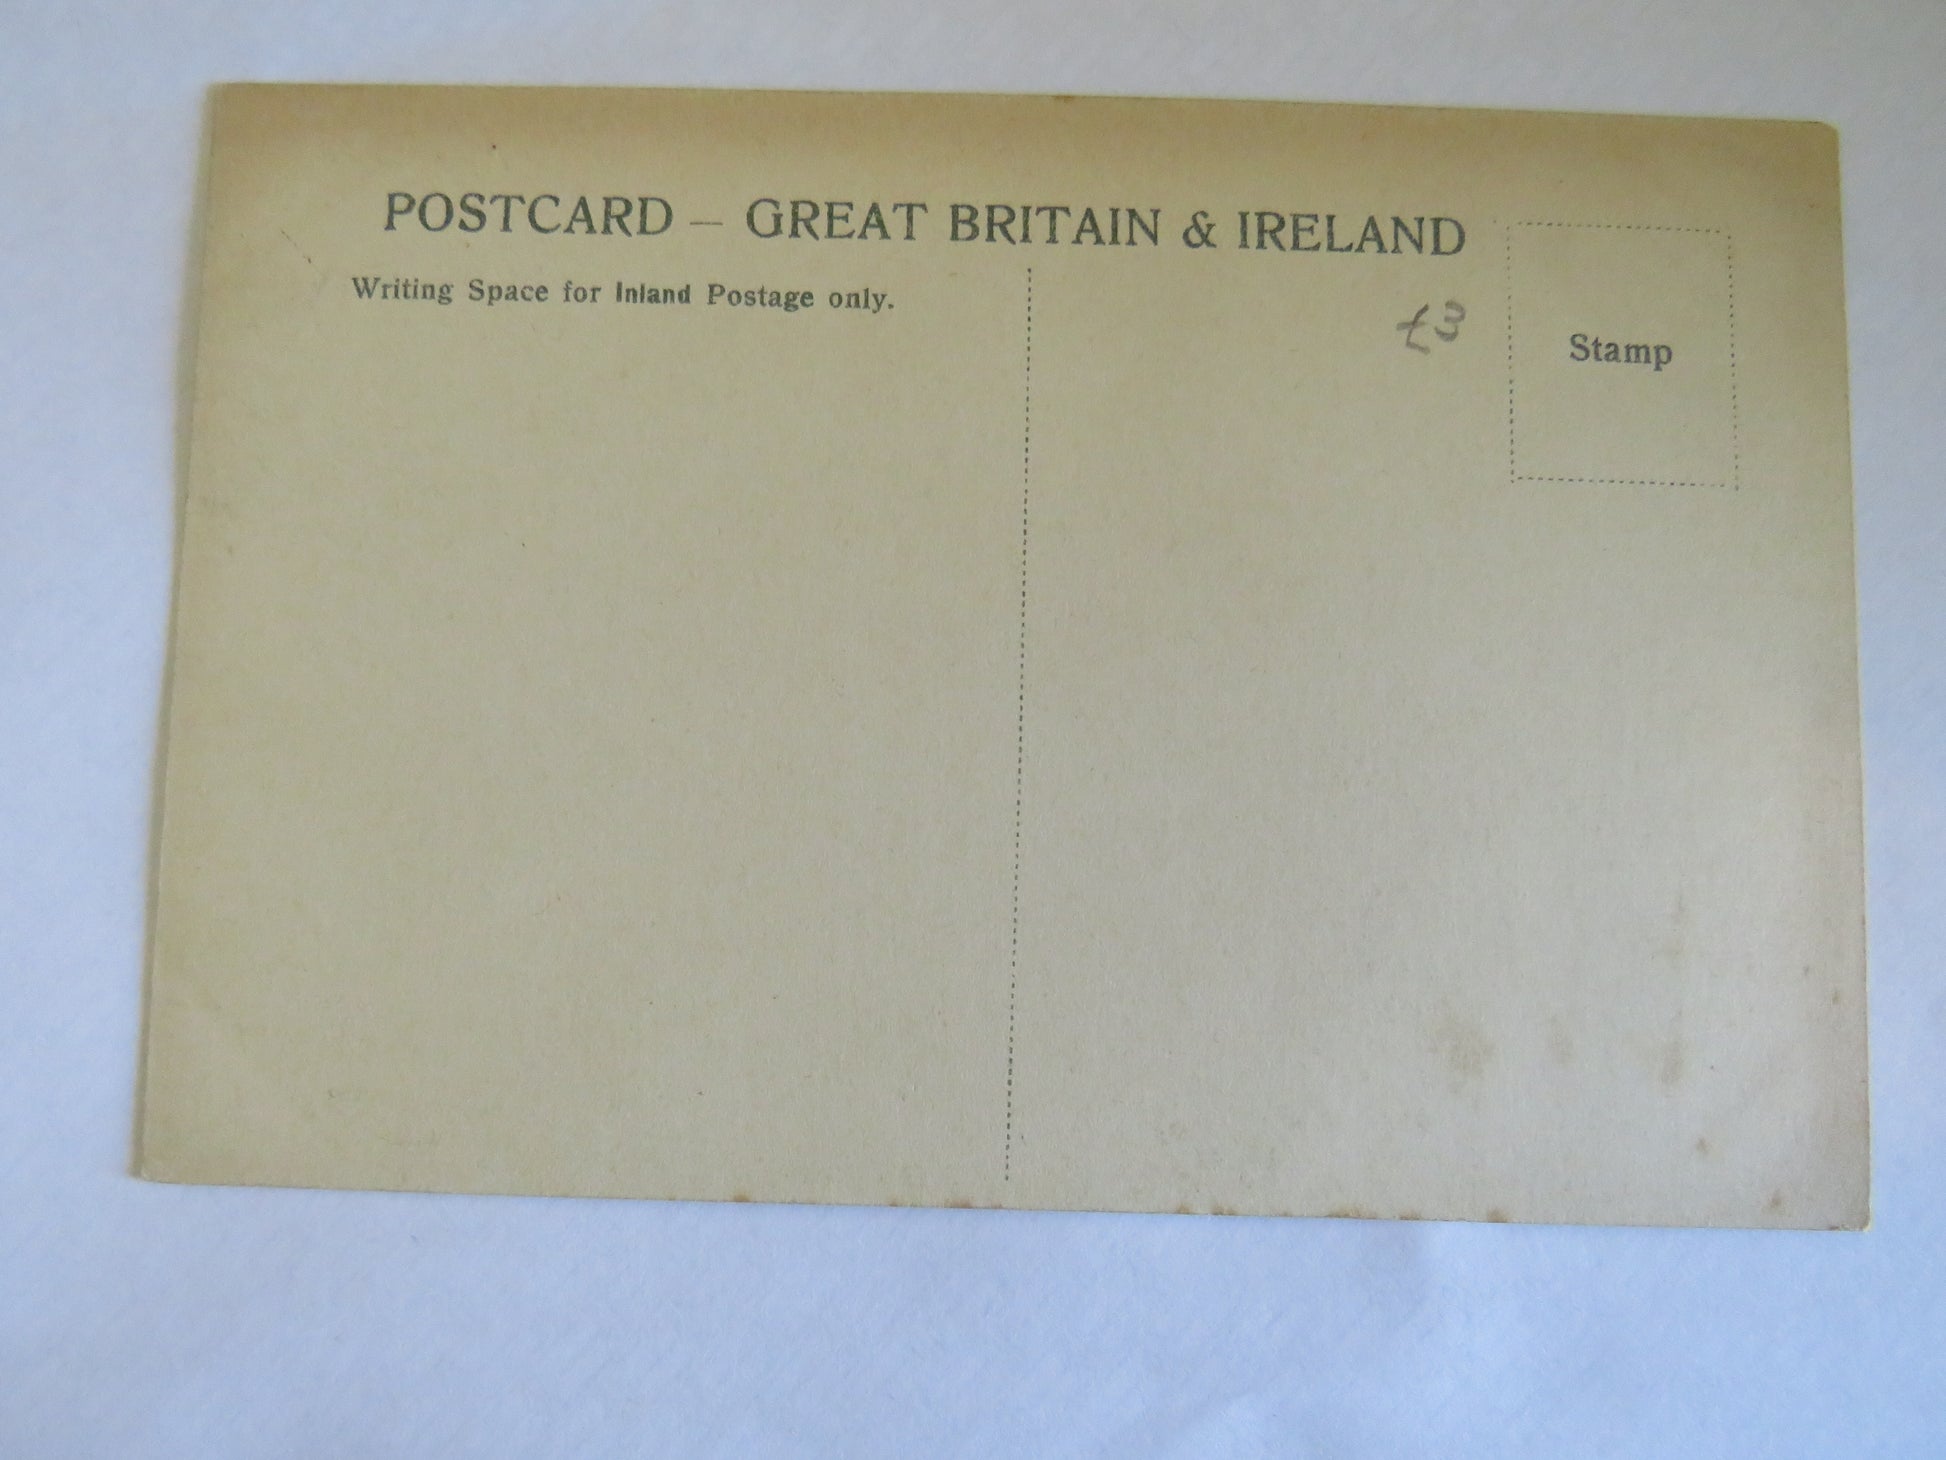 POSTCARD – GREAT BRITAIN & IRELAND
Writing Space for Inland Postage only.
£3
Stamp